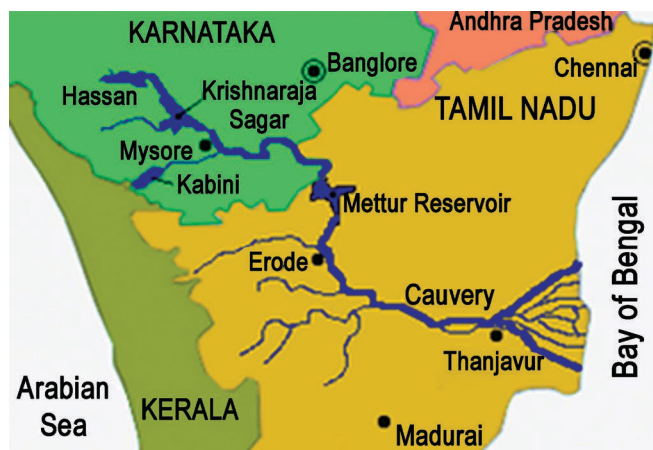 KARNATAKA
Andhra Pradesh
Banglore
Chennai
Hassan
Krishnaraja
Sagar
TAMIL NADU
Mysore
Kabini
Mettur Reservoir
Erode
Cauvery
Bay of Bengal
Thanjavur
Arabian
Sea
KERALA
Madurai